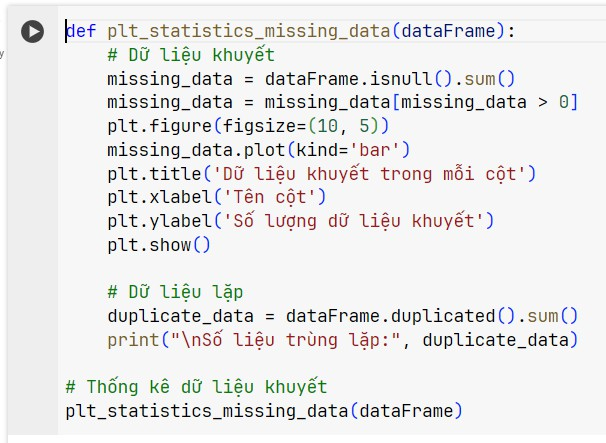 def plt_statistics_missing_data(dataFrame):
    # Dữ liệu khuyết
    missing_data = dataFrame.isnull().sum()
    missing_data = missing_data[missing_data > 0]
    plt.figure(figsize=(10, 5))
    missing_data.plot(kind='bar')
    plt.title('Dữ liệu khuyết trong mỗi cột')
    plt.xlabel('Tên cột')
    plt.ylabel('Số lượng dữ liệu khuyết')
    plt.show()

    # Dữ liệu lặp
    duplicate_data = dataFrame.duplicated().sum()
    print("\nSố liệu trùng lặp:", duplicate_data)

# Thống kê dữ liệu khuyết
plt_statistics_missing_data(dataFrame)